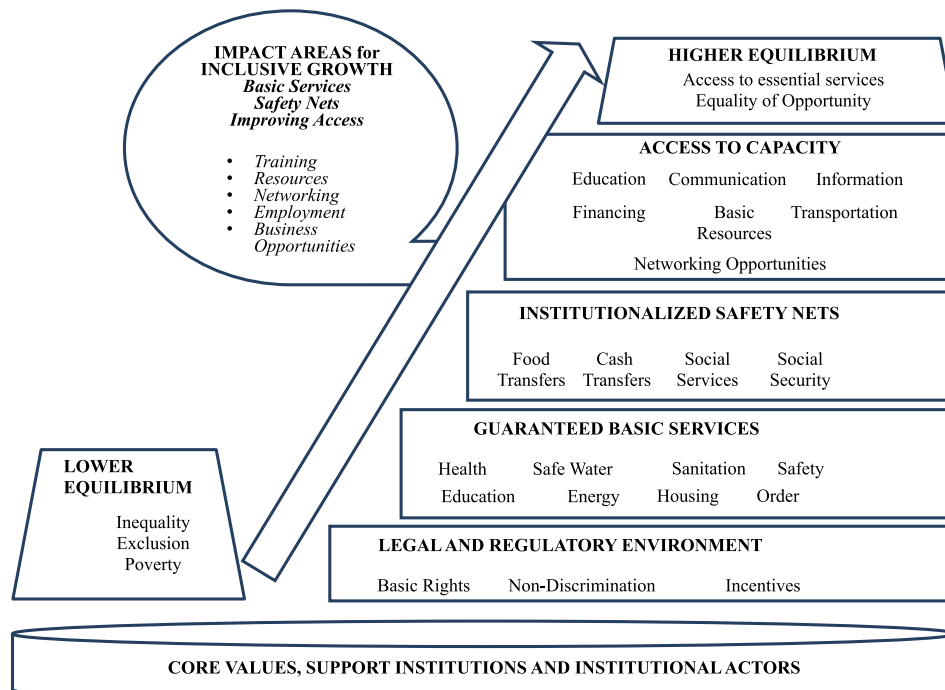 IMPACT AREAS for
INCLUSIVE GROWTH
Basic Services
Safety Nets
Improving Access
• Training
• Resources
• Networking
• Employment
• Business
Opportunities
HIGHER EQUILIBRIUM
Access to essential services
Equality of Opportunity
ACCESS TO CAPACITY
Education Communication Information
Financing Basic Transportation
Resources
Networking Opportunities
INSTITUTIONALIZED SAFETY NETS
Food Cash Social Social
Transfers Transfers Services Security
GUARANTEED BASIC SERVICES
Health Safe Water Sanitation Safety
Education Energy Housing Order
LOWER
EQUILIBRIUM
Inequality
Exclusion
Poverty
LEGAL AND REGULATORY ENVIRONMENT
Basic Rights Non-Discrimination Incentives
CORE VALUES, SUPPORT INSTITUTIONS AND INSTITUTIONAL ACTORS